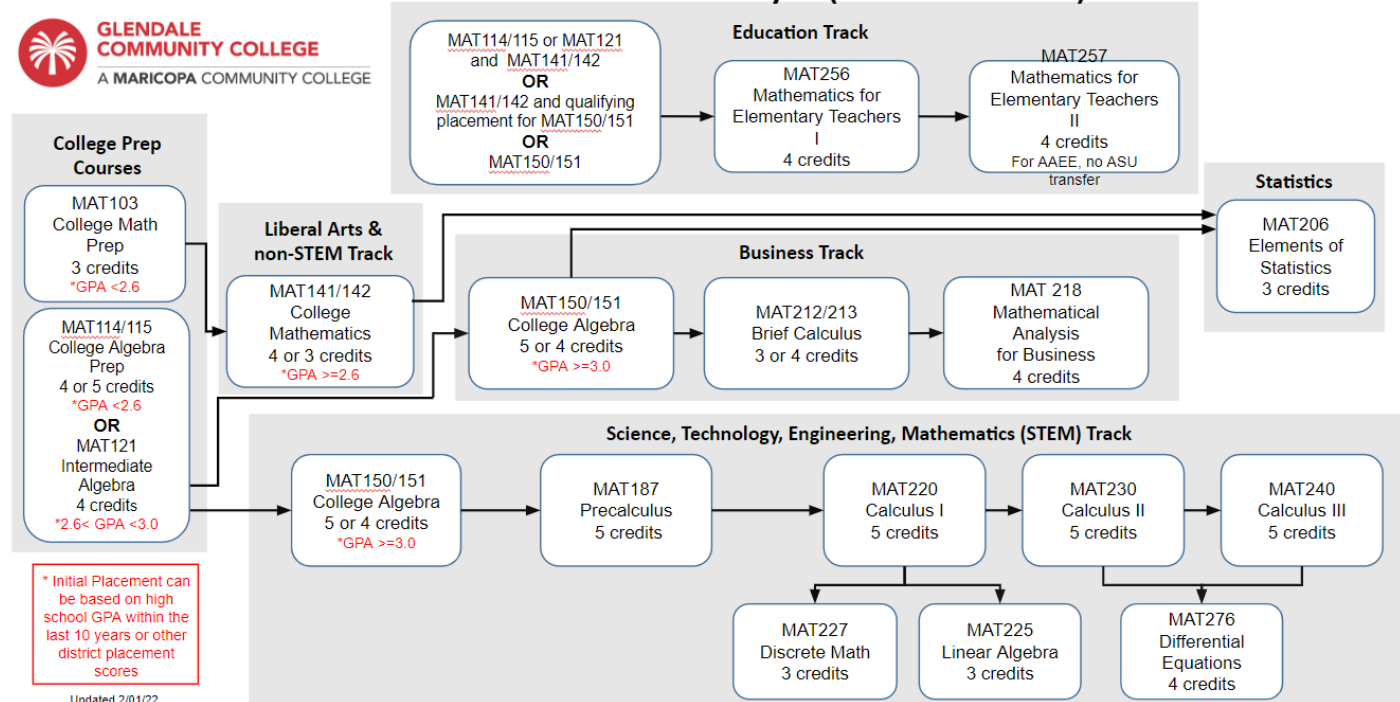 GLENDALE
COMMUNITY COLLEGE
A MARICOPA COMMUNITY COLLEGE
Education Track
MAT114/115 or MAT121
and MAT141/142
OR
MAT141/142 and qualifying
placement for MAT150/151
OR
MAT150/151
MAT256
Mathematics for
Elementary Teachers
I
4 credits
MAT257
Mathematics for
Elementary Teachers
II
4 credits
For AAEE, no ASU
transfer
College Prep
Courses
MAT103
College Math
Prep
3 credits
*GPA <2.6
MAT114/115
College Algebra
Prep
4 or 5 credits
*GPA <2.6
OR
MAT121
Intermediate
Algebra
4 credits
*2.6< GPA <3.0
Liberal Arts &
non-STEM Track
MAT141/142
College
Mathematics
4 or 3 credits
*GPA >=2.6
Business Track
MAT150/151
College Algebra
5 or 4 credits
*GPA >=3.0
MAT212/213
Brief Calculus
3 or 4 credits
MAT 218
Mathematical
Analysis
for Business
4 credits
Statistics
MAT206
Elements of
Statistics
3 credits
Science, Technology, Engineering, Mathematics (STEM) Track
MAT150/151
College Algebra
5 or 4 credits
*GPA >=3.0
MAT187
Precalculus
5 credits
MAT220
Calculus I
5 credits
MAT230
Calculus II
5 credits
MAT240
Calculus III
5 credits
MAT227
Discrete Math
3 credits
MAT225
Linear Algebra
3 credits
MAT276
Differential
Equations
4 credits
* Initial Placement can
be based on high
school GPA within the
last 10 years or other
district placement
scores
Updated 2/01/22